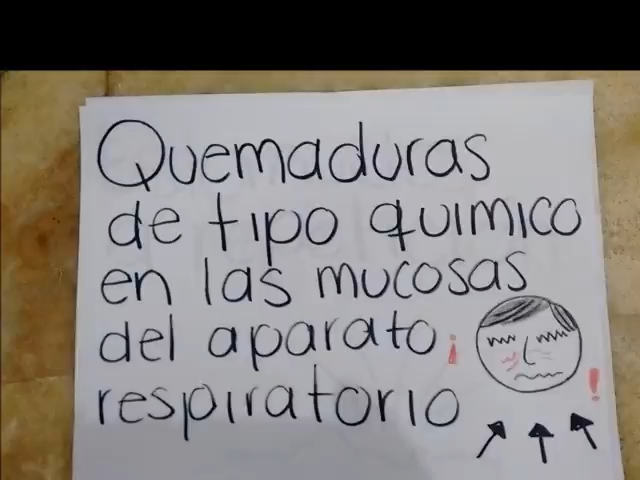 Quemaduras
de tipo quimico
en las mucosas
del aparato ¡ !
respiratorio